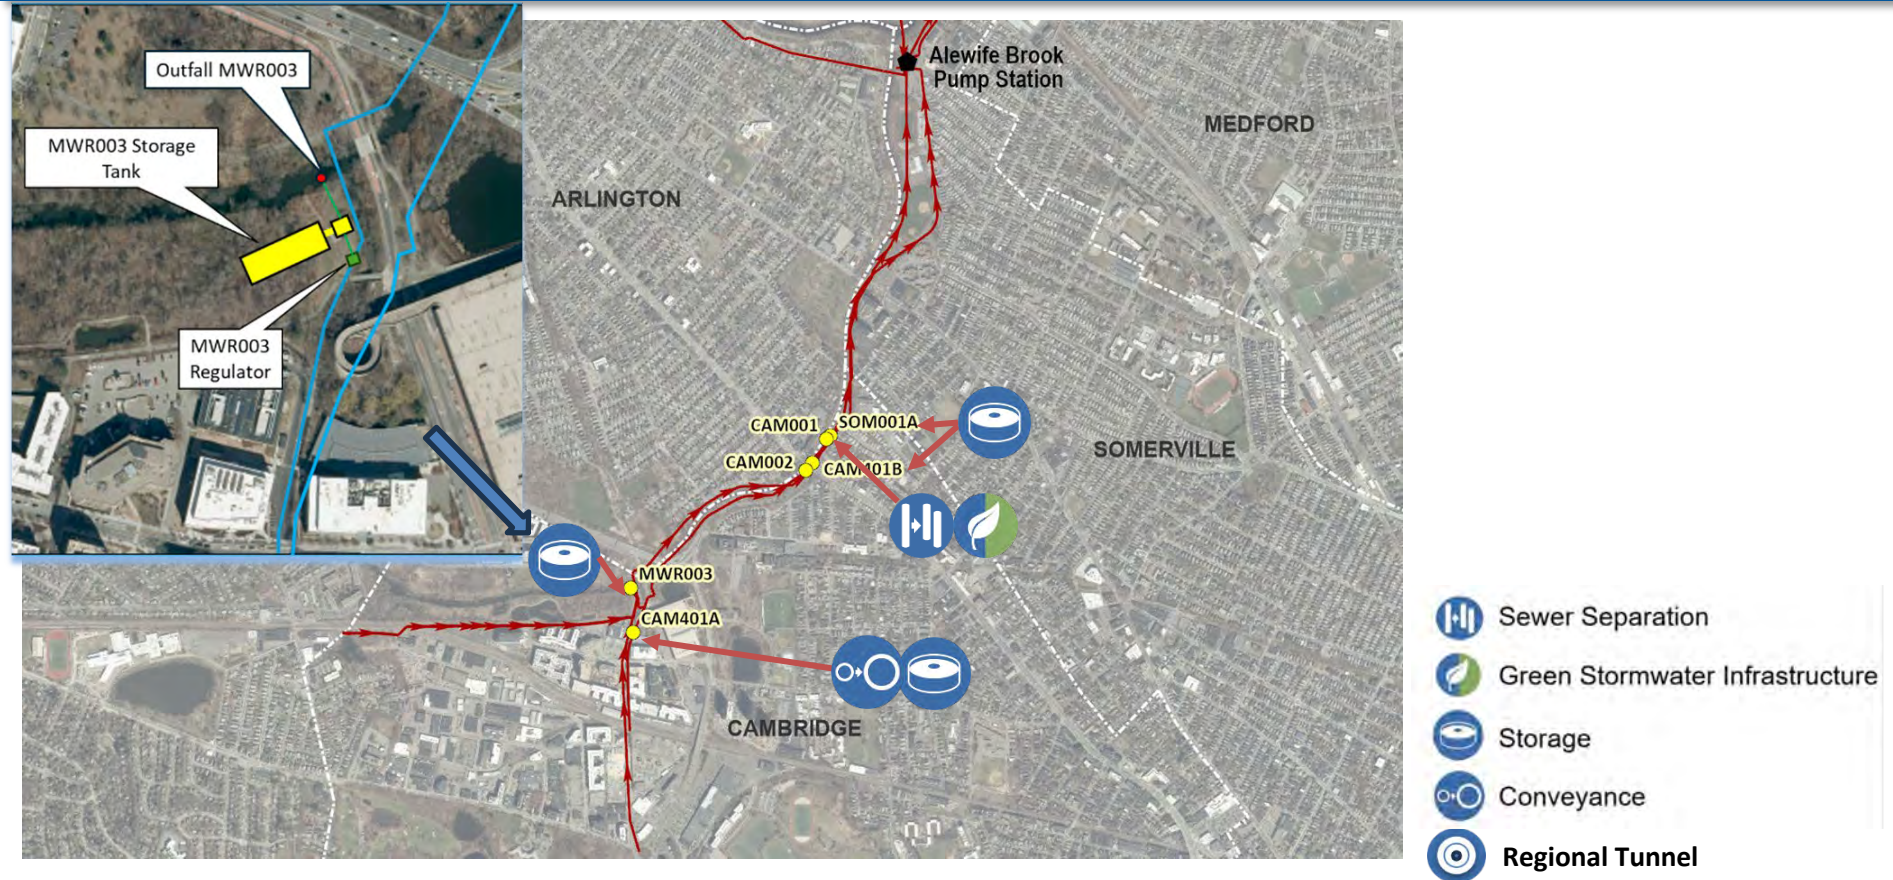 Outfall MWR003
MWR003 Storage
Tank
MWR003
Regulator
Alewife Brook
Pump Station
MEDFORD
ARLINGTON
CAM001
SOM001A
CAM002
CAM401B
SOMERVILLE
MWR003
CAM401A
CAMBRIDGE
Sewer Separation
Green Stormwater Infrastructure
Storage
Conveyance
Regional Tunnel